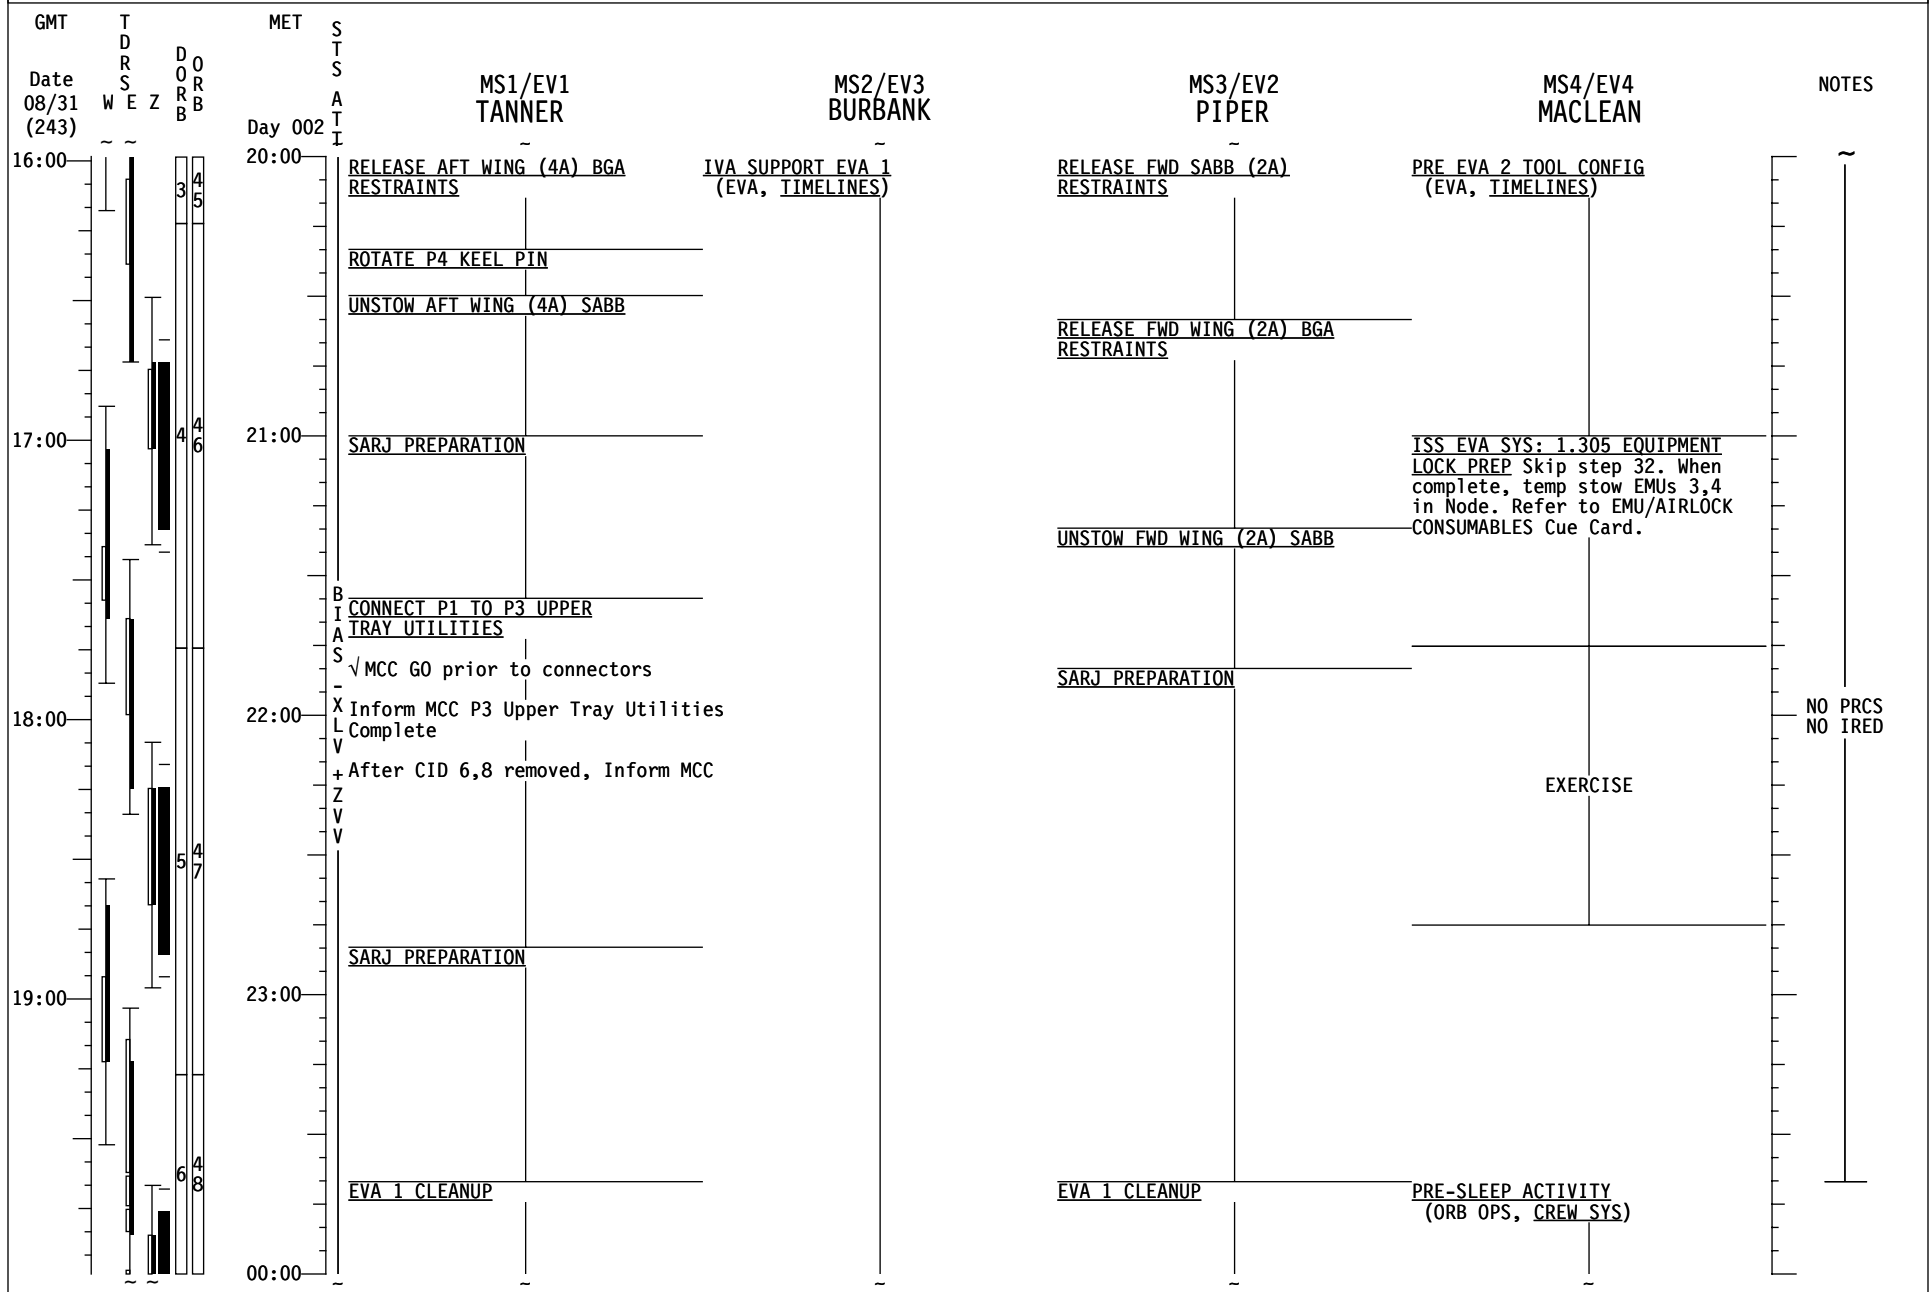 GMT
TDRS
MET
STS ATT
DORB
ORB
Date
08/31
(243)
W E Z
Day 002
MS1/EV1
TANNER
MS2/EV3
BURBANK
MS3/EV2
PIPER
MS4/EV4
MACLEAN
NOTES
16:00
17:00
18:00
19:00
3
4
5
6
45
46
47
48
20:00
21:00
22:00
23:00
00:00
BIAS -XLV +ZVV
RELEASE AFT WING (4A) BGA
RESTRAINTS
ROTATE P4 KEEL PIN
UNSTOW AFT WING (4A) SABB
SARJ PREPARATION
CONNECT P1 TO P3 UPPER
TRAY UTILITIES
√MCC GO prior to connectors
Inform MCC P3 Upper Tray Utilities
Complete
After CID 6,8 removed, Inform MCC
SARJ PREPARATION
EVA 1 CLEANUP
IVA SUPPORT EVA 1
(EVA, TIMELINES)
RELEASE FWD SABB (2A)
RESTRAINTS
RELEASE FWD WING (2A) BGA
RESTRAINTS
UNSTOW FWD WING (2A) SABB
SARJ PREPARATION
EVA 1 CLEANUP
PRE EVA 2 TOOL CONFIG
(EVA, TIMELINES)
ISS EVA SYS: 1.305 EQUIPMENT
LOCK PREP Skip step 32. When
complete, temp stow EMUs 3,4
in Node. Refer to EMU/AIRLOCK
CONSUMABLES Cue Card.
EXERCISE
PRE-SLEEP ACTIVITY
(ORB OPS, CREW SYS)
NO PRCS
NO IRED